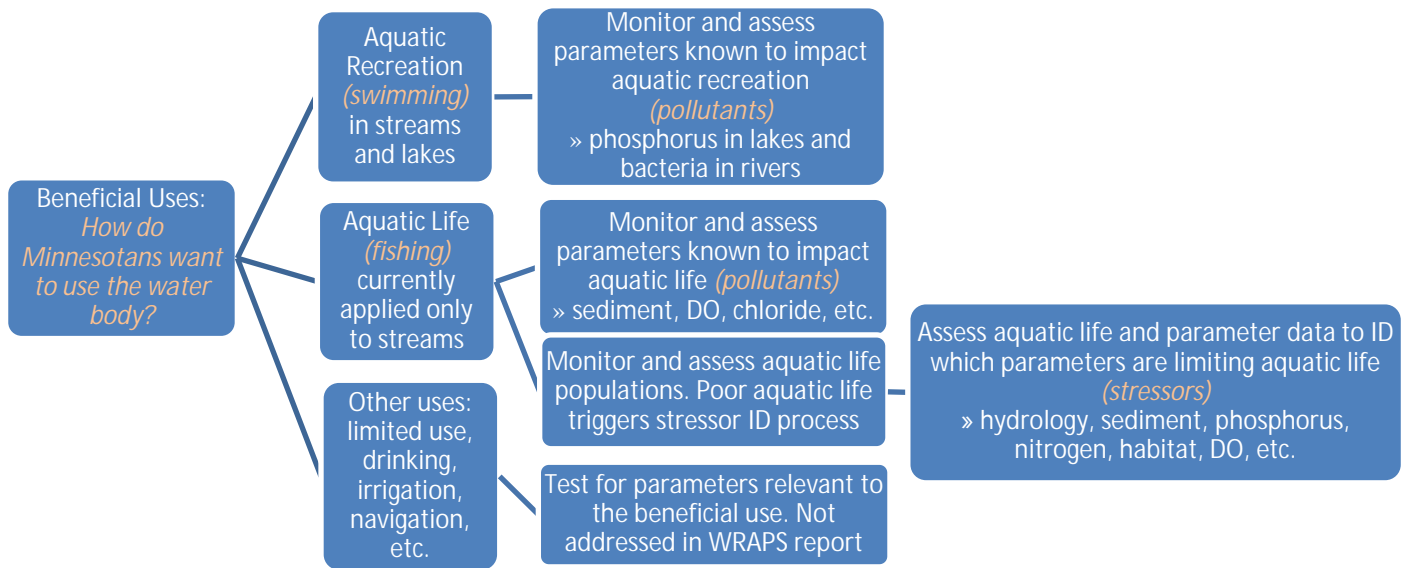 Beneficial Uses:
How do
Minnesotans want
to use the water
body?
Aquatic
Recreation
(swimming)
in streams
and lakes
Monitor and assess
parameters known to impact
aquatic recreation
(pollutants)
» phosphorus in lakes and
bacteria in rivers
Aquatic Life
(fishing)
currently
applied only
to streams
Monitor and assess
parameters known to impact
aquatic life (pollutants)
» sediment, DO, chloride, etc.
Monitor and assess aquatic life
populations. Poor aquatic life
triggers stressor ID process
Assess aquatic life and parameter data to ID
which parameters are limiting aquatic life
(stressors)
» hydrology, sediment, phosphorus,
nitrogen, habitat, DO, etc.
Other uses:
limited use,
drinking,
irrigation,
navigation,
etc.
Test for parameters relevant to
the beneficial use. Not
addressed in WRAPS report